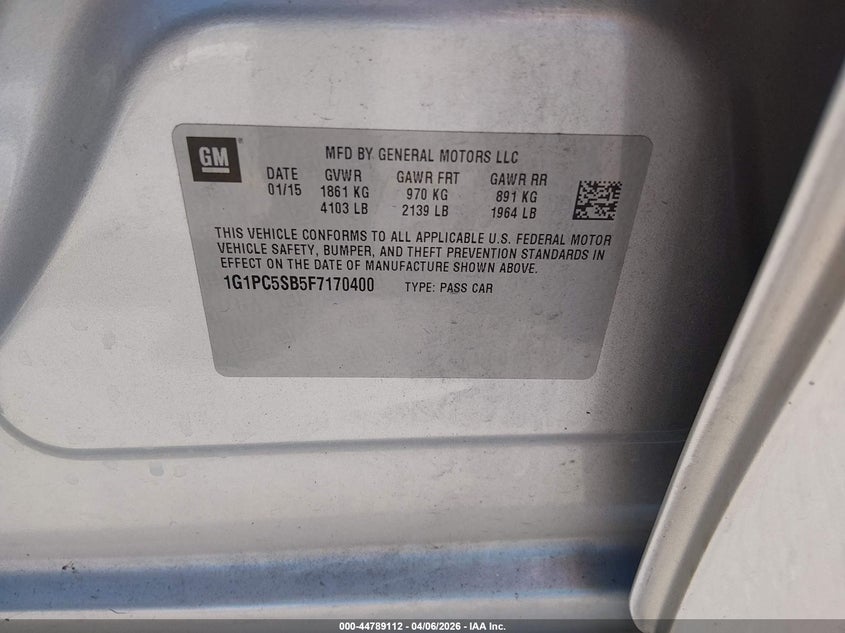 GM
MFD BY GENERAL MOTORS LLC
DATE GVWR GAWR FRT GAWR RR
01/15 1861 KG 970 KG 891 KG
4103 LB 2139 LB 1964 LB
THIS VEHICLE CONFORMS TO ALL APPLICABLE U.S. FEDERAL MOTOR
VEHICLE SAFETY, BUMPER, AND THEFT PREVENTION STANDARDS IN
EFFECT ON THE DATE OF MANUFACTURE SHOWN ABOVE.
1G1PC5SB5F7170400 TYPE: PASS CAR
000-44789112 - 04/06/2026 - IAA Inc.